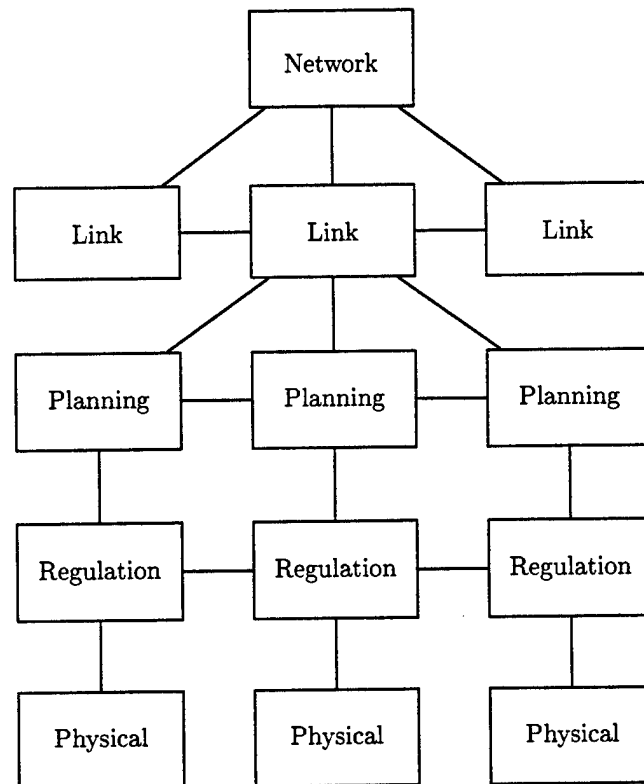 Network
Link
Link
Link
Planning
Planning
Planning
Regulation
Regulation
Regulation
Physical
Physical
Physical